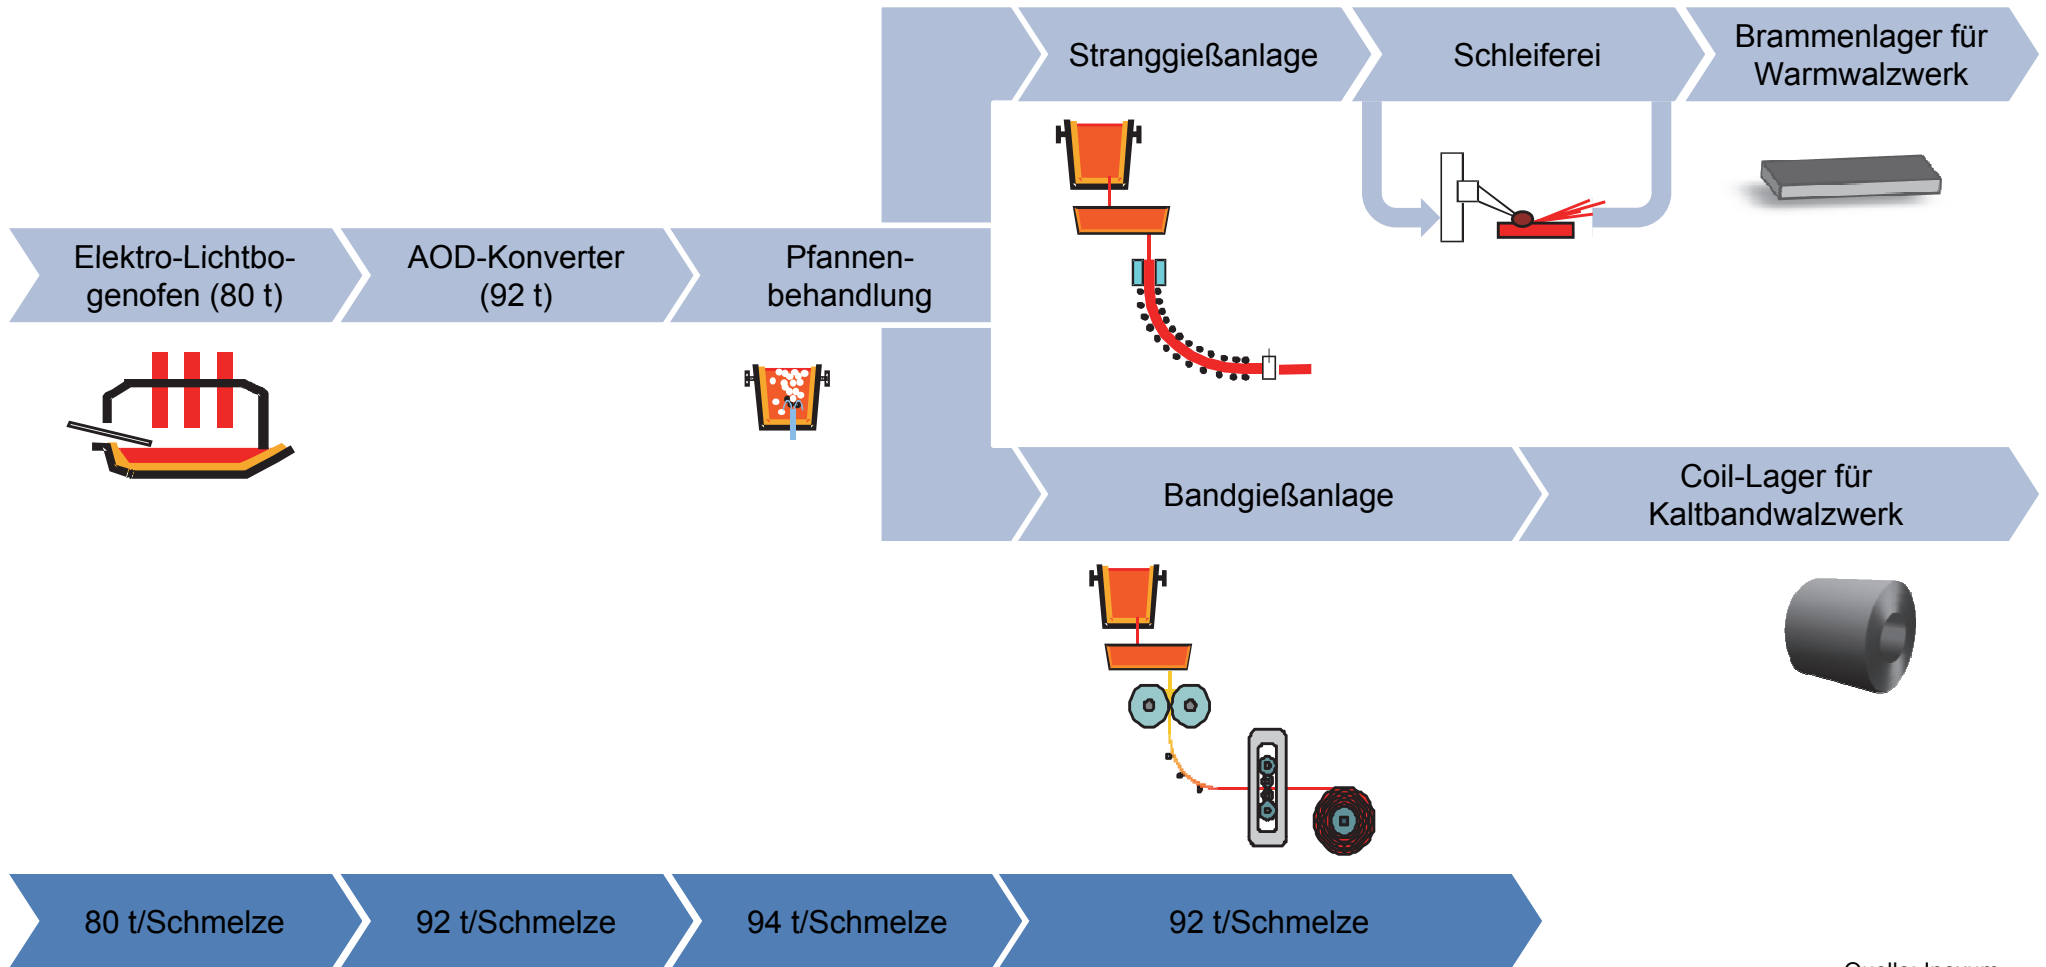 Stranggießanlage
Schleiferei
Brammenlager für
Warmwalzwerk
Elektro-Lichtbo-
genofen (80 t)
AOD-Konverter
(92 t)
Pfannen-
behandlung
Bandgießanlage
Coil-Lager für
Kaltbandwalzwerk
80 t/Schmelze
92 t/Schmelze
94 t/Schmelze
92 t/Schmelze